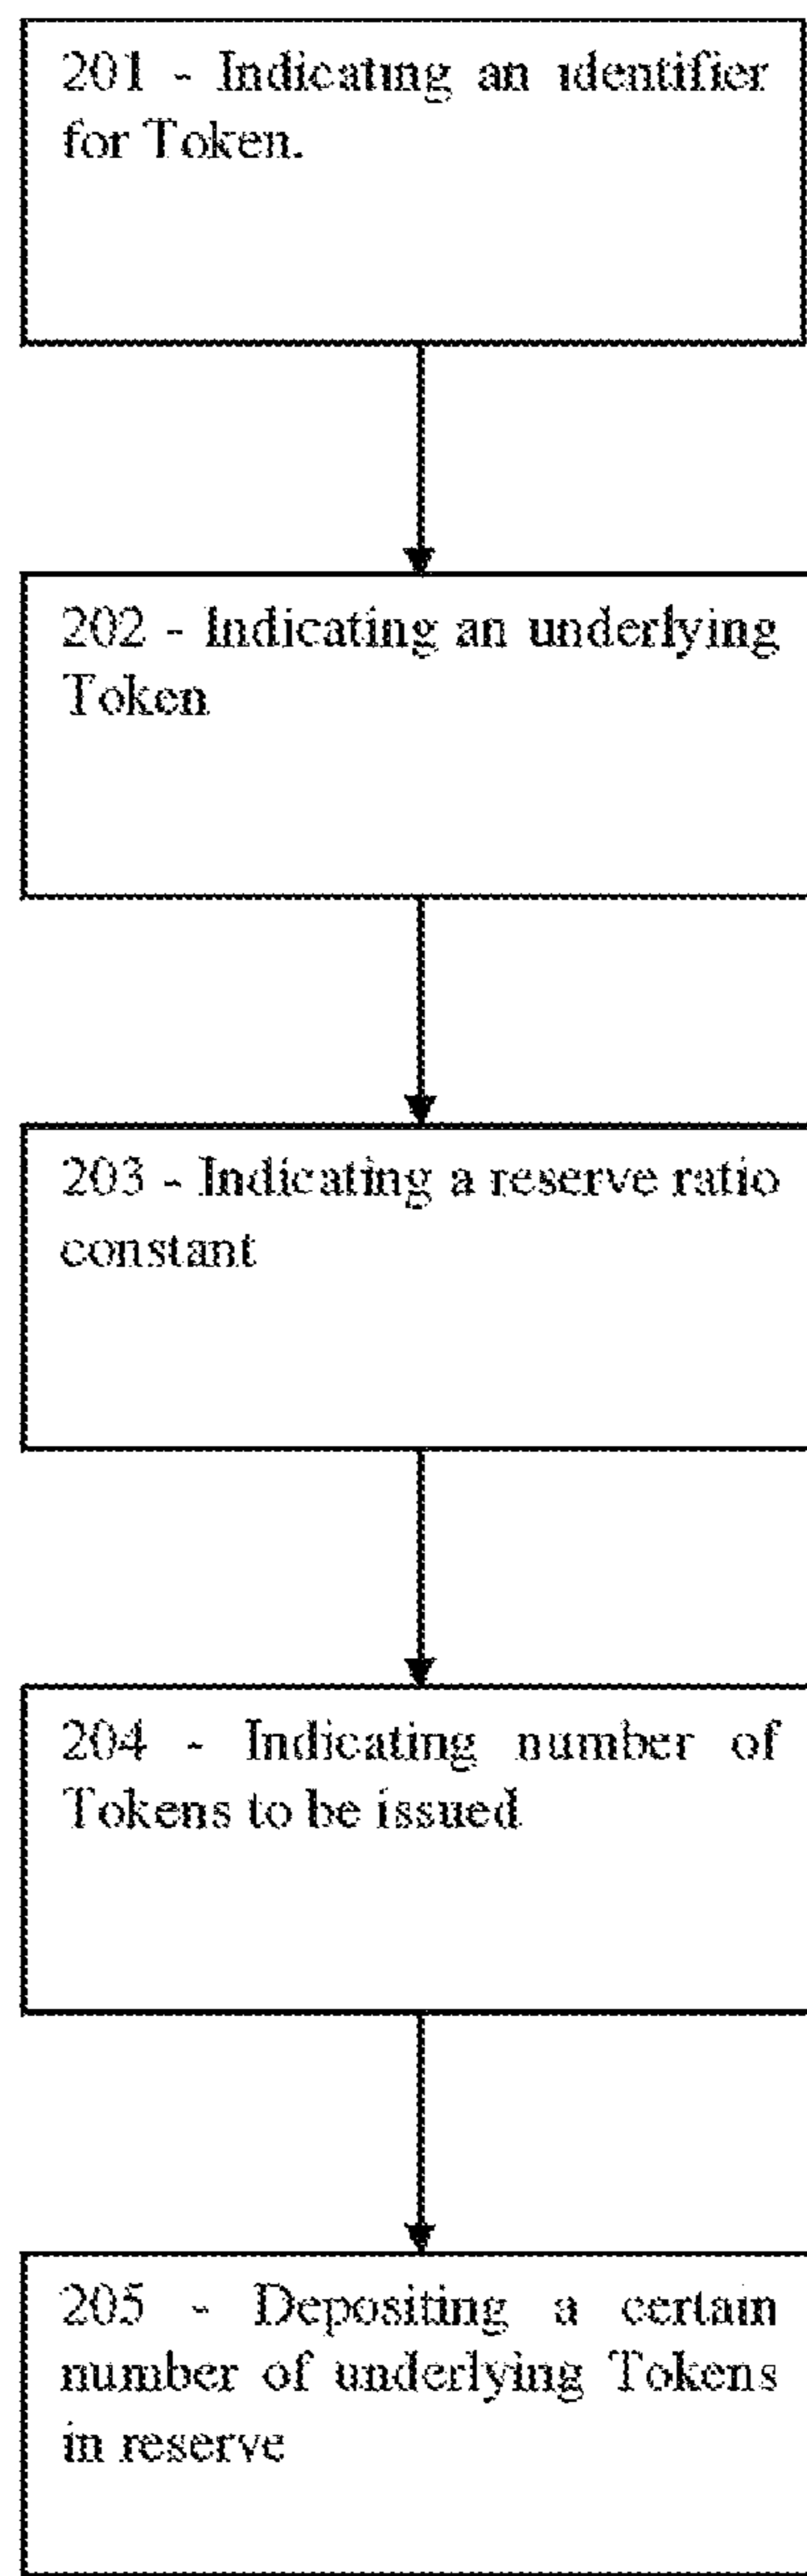 201 - Indicating an identifier
for Token.
202 - Indicating an underlying
Token
203 - Indicating a reserve ratio
constant
204 - Indicating number of
Tokens to be issued
205 - Depositing a certain
number of underlying Tokens
in reserve